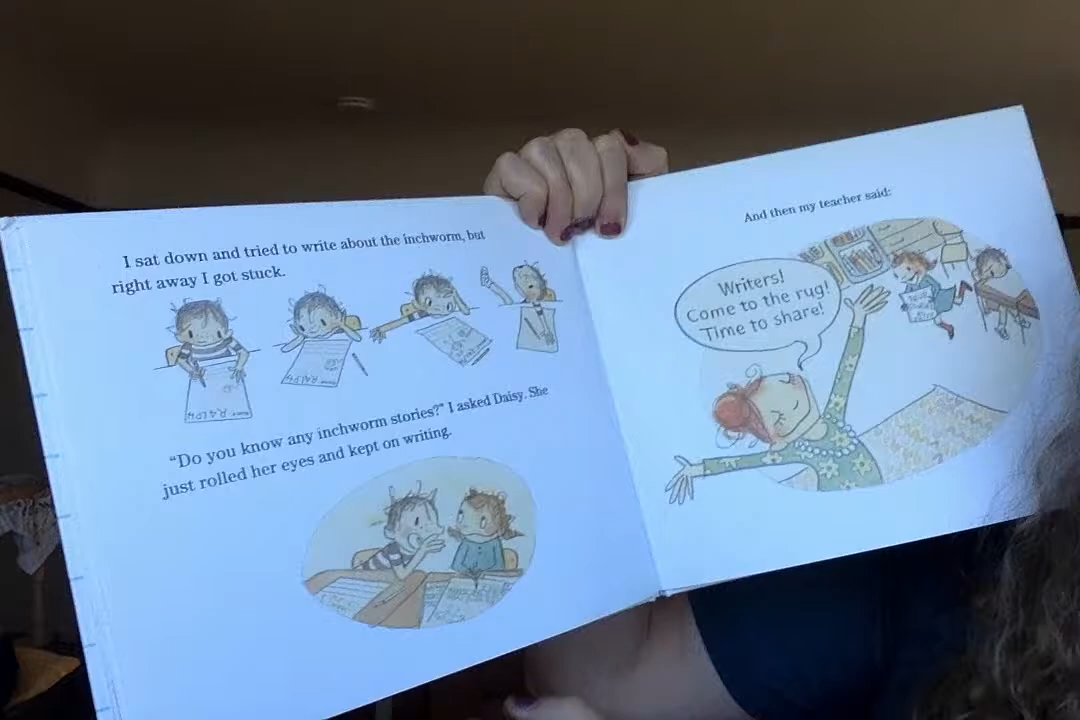 I sat down and tried to write about the inchworm, but
right away I got stuck.
"Do you know any inchworm stories?" I asked Daisy. She
just rolled her eyes and kept on writing.
And then my teacher said:
Writers!
Come to the rug!
Time to share!
RALPH
RALPH